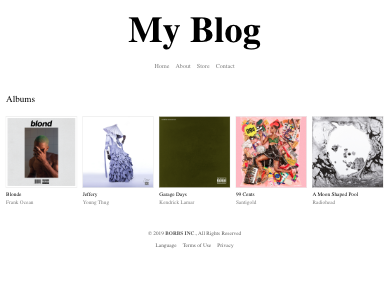 My Blog
Home About Store Contact
Albums
blond
Blonde Jeffery Garage Days 99 Cents A Moon Shaped Pool
Frank Ocean Young Thug Kendrick Lamar Santigold Radiohead
© 2019 BOBBS INC , All Rights Reserved
Language Terms of Use Privacy